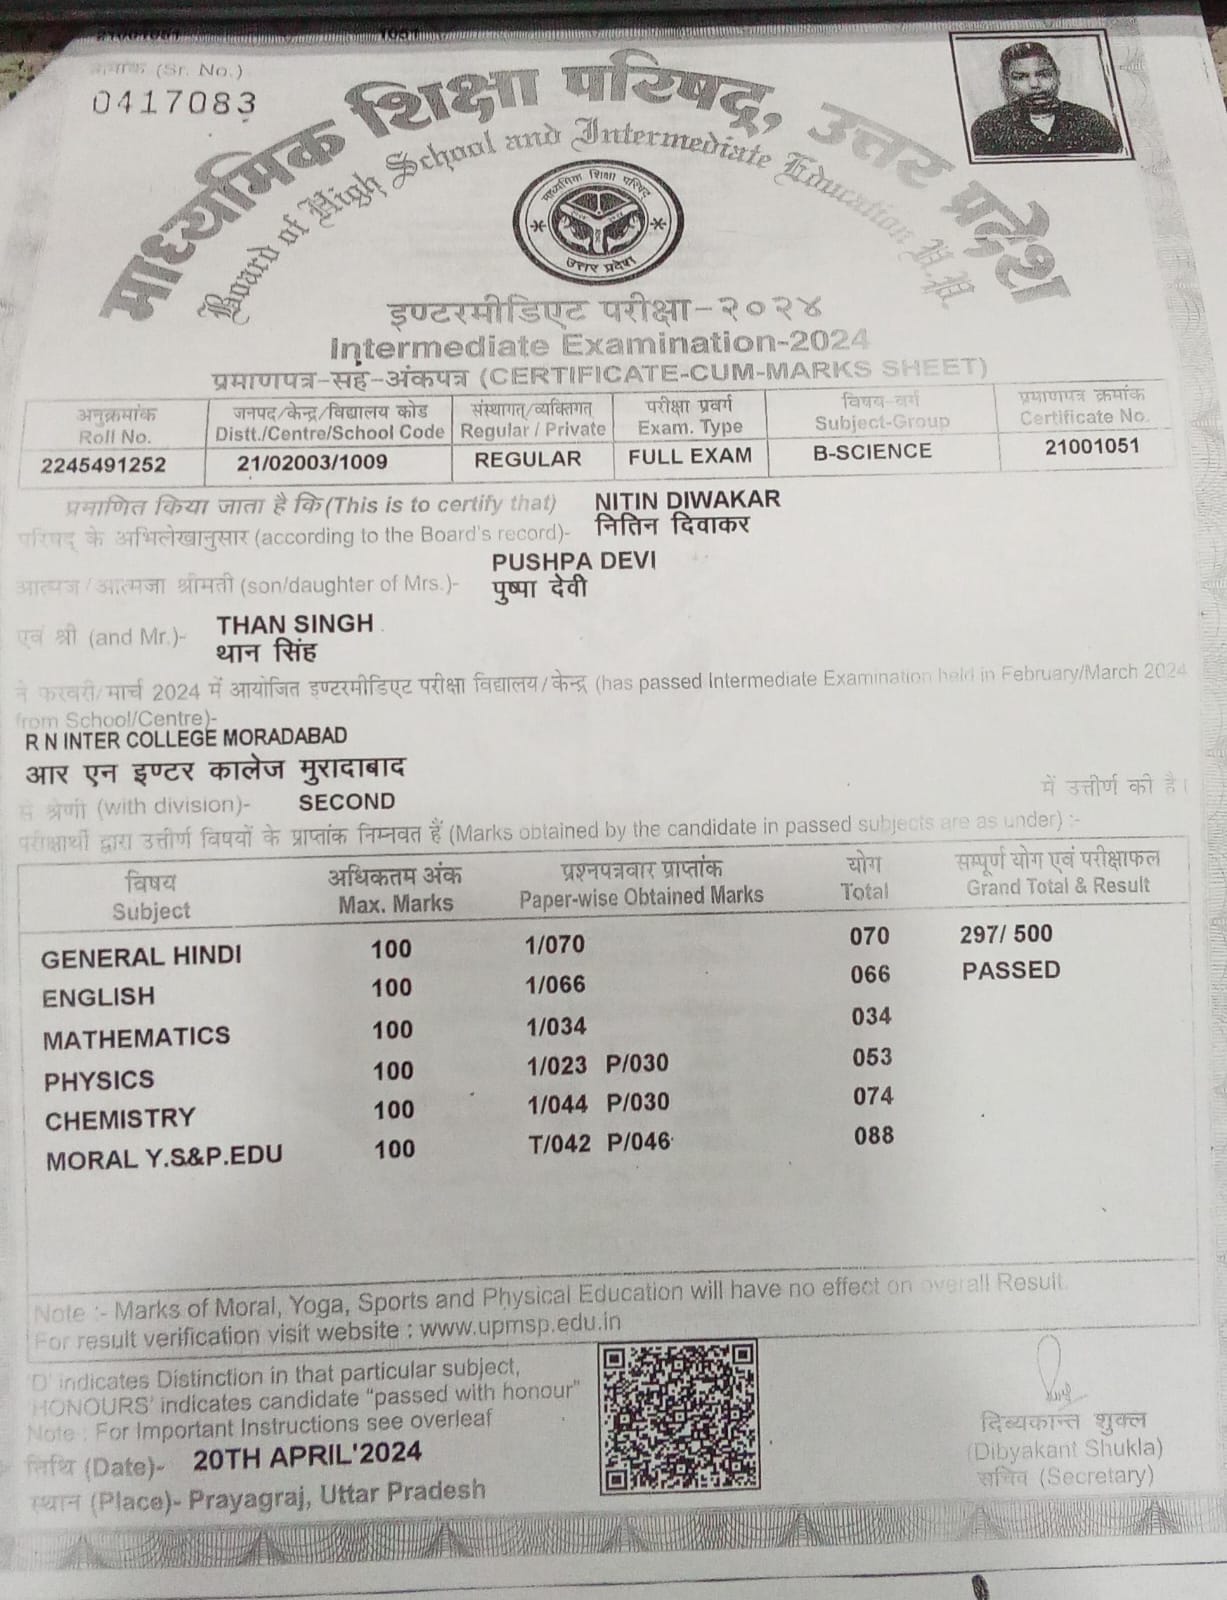 21001051 1051
क्रमांक (Sr. No.)
0417083
माध्यमिक शिक्षा परिषद्, उत्तर प्रदेश
Board of High School and Intermediate Education U.P.
माध्यमिक शिक्षा परिषद
उत्तर प्रदेश
इण्टरमीडिएट परीक्षा-२०२४
Intermediate Examination-2024
प्रमाणपत्र-सह-अंकपत्र (CERTIFICATE-CUM-MARKS SHEET)
अनुक्रमांक जनपद/केन्द्र/विद्यालय कोड संस्थागत/व्यक्तिगत परीक्षा प्रवर्ग विषय-वर्ग प्रमाणपत्र क्रमांक
Roll No. Distt./Centre/School Code Regular / Private Exam. Type Subject-Group Certificate No.
2245491252 21/02003/1009 REGULAR FULL EXAM B-SCIENCE 21001051
प्रमाणित किया जाता है कि (This is to certify that) NITIN DIWAKAR
परिषद् के अभिलेखानुसार (according to the Board's record)- नितिन दिवाकर
PUSHPA DEVI
आत्मज/आत्मजा श्रीमती (son/daughter of Mrs.)- पुष्पा देवी
एवं श्री (and Mr.)- THAN SINGH
थान सिंह
ने फरवरी/मार्च 2024 में आयोजित इण्टरमीडिएट परीक्षा विद्यालय/केन्द्र (has passed Intermediate Examination held in February/March 2024
from School/Centre)-
R N INTER COLLEGE MORADABAD
आर एन इण्टर कालेज मुरादाबाद
से श्रेणी (with division)- SECOND में उत्तीर्ण की है।
परीक्षार्थी द्वारा उत्तीर्ण विषयों के प्राप्तांक निम्नवत हैं (Marks obtained by the candidate in passed subjects are as under) :-
विषय अधिकतम अंक प्रश्नपत्रवार प्राप्तांक योग सम्पूर्ण योग एवं परीक्षाफल
Subject Max. Marks Paper-wise Obtained Marks Total Grand Total & Result
GENERAL HINDI 100 1/070 070 297/ 500
ENGLISH 100 1/066 066 PASSED
MATHEMATICS 100 1/034 034
PHYSICS 100 1/023 P/030 053
CHEMISTRY 100 1/044 P/030 074
MORAL Y.S&P.EDU 100 T/042 P/046 088
Note :- Marks of Moral, Yoga, Sports and Physical Education will have no effect on overall Result.
For result verification visit website : www.upmsp.edu.in
'D' indicates Distinction in that particular subject,
'HONOURS' indicates candidate "passed with honour"
Note : For Important Instructions see overleaf
तिथि (Date)- 20TH APRIL'2024
स्थान (Place)- Prayagraj, Uttar Pradesh
दिब्यकान्त शुक्ल
(Dibyakant Shukla)
सचिव (Secretary)